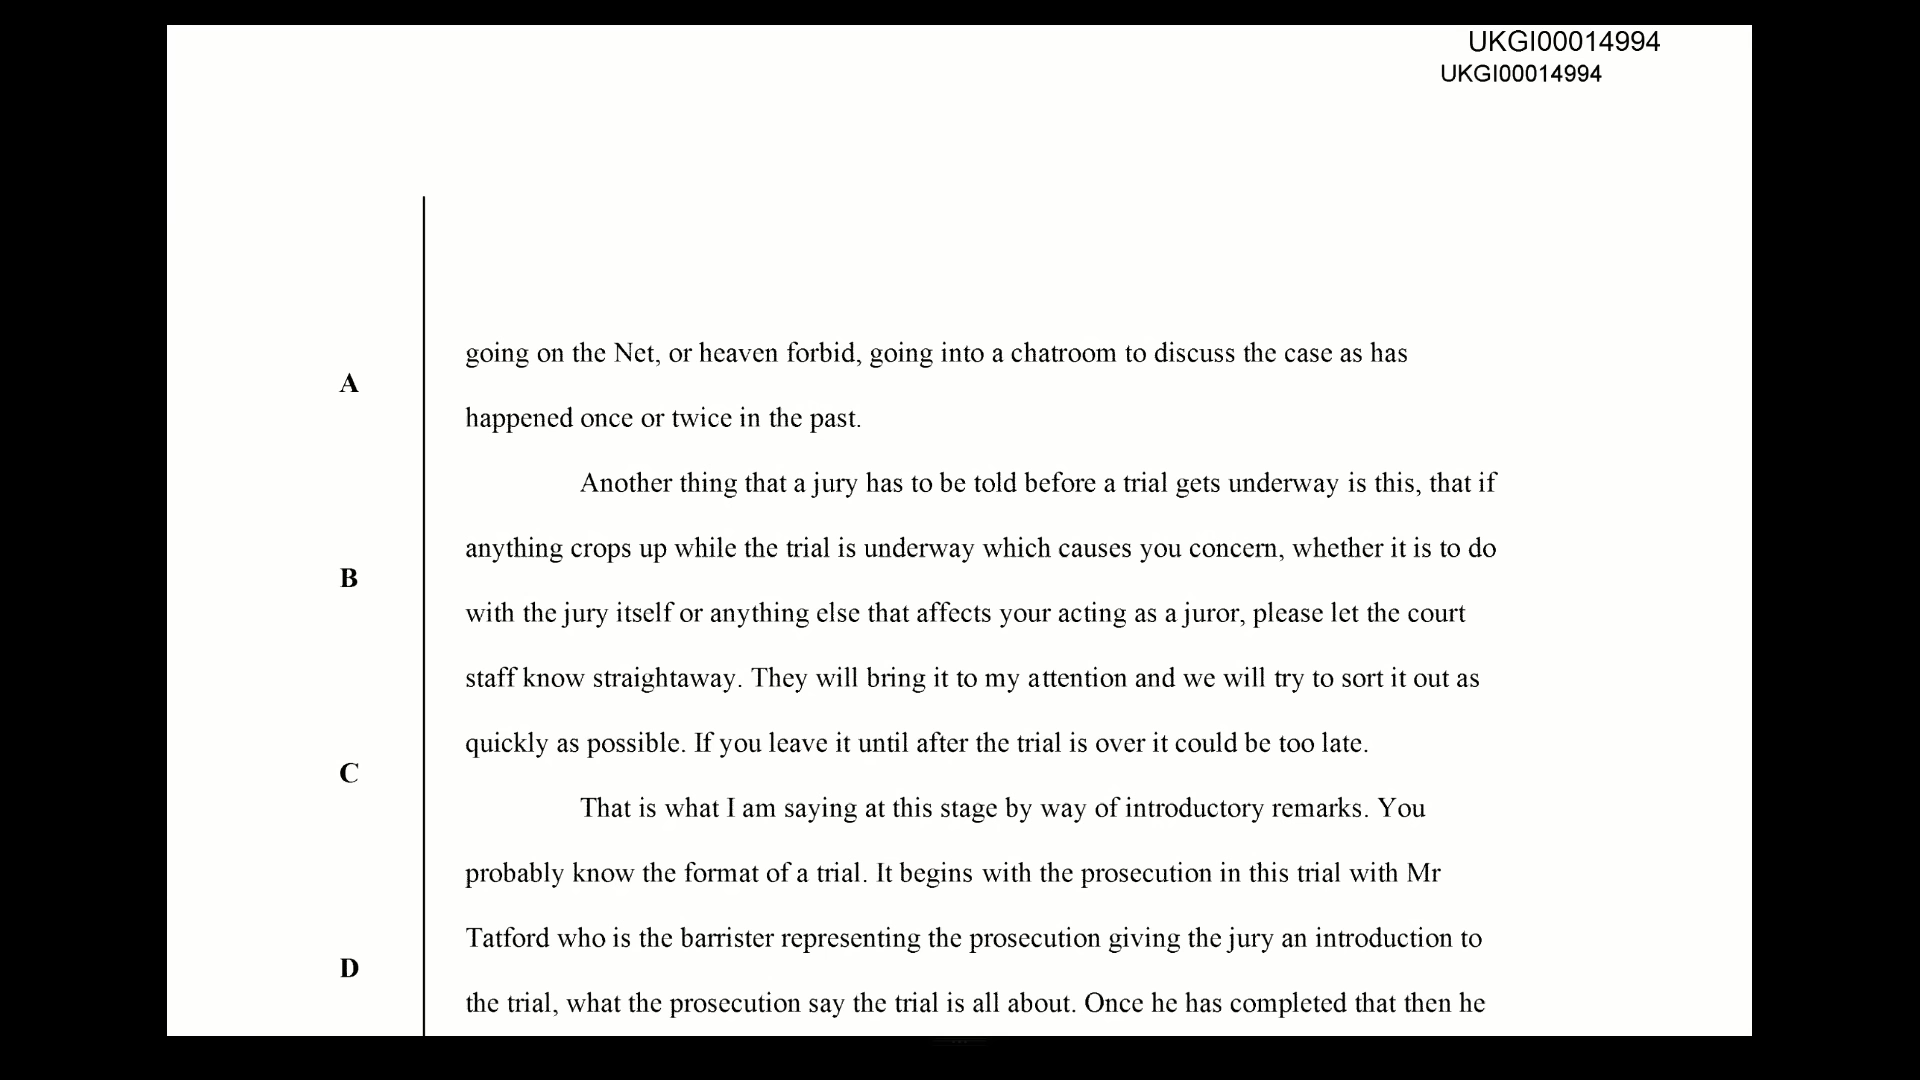 UKGI00014994
UKGI00014994
going on the Net, or heaven forbid, going into a chatroom to discuss the case as has
A
happened once or twice in the past.
Another thing that a jury has to be told before a trial gets underway is this, that if
anything crops up while the trial is underway which causes you concern, whether it is to do
B
with the jury itself or anything else that affects your acting as a juror, please let the court
staff know straightaway. They will bring it to my attention and we will try to sort it out as
quickly as possible. If you leave it until after the trial is over it could be too late.
C
That is what I am saying at this stage by way of introductory remarks. You
probably know the format of a trial. It begins with the prosecution in this trial with Mr
Tatford who is the barrister representing the prosecution giving the jury an introduction to
D
the trial, what the prosecution say the trial is all about. Once he has completed that then he